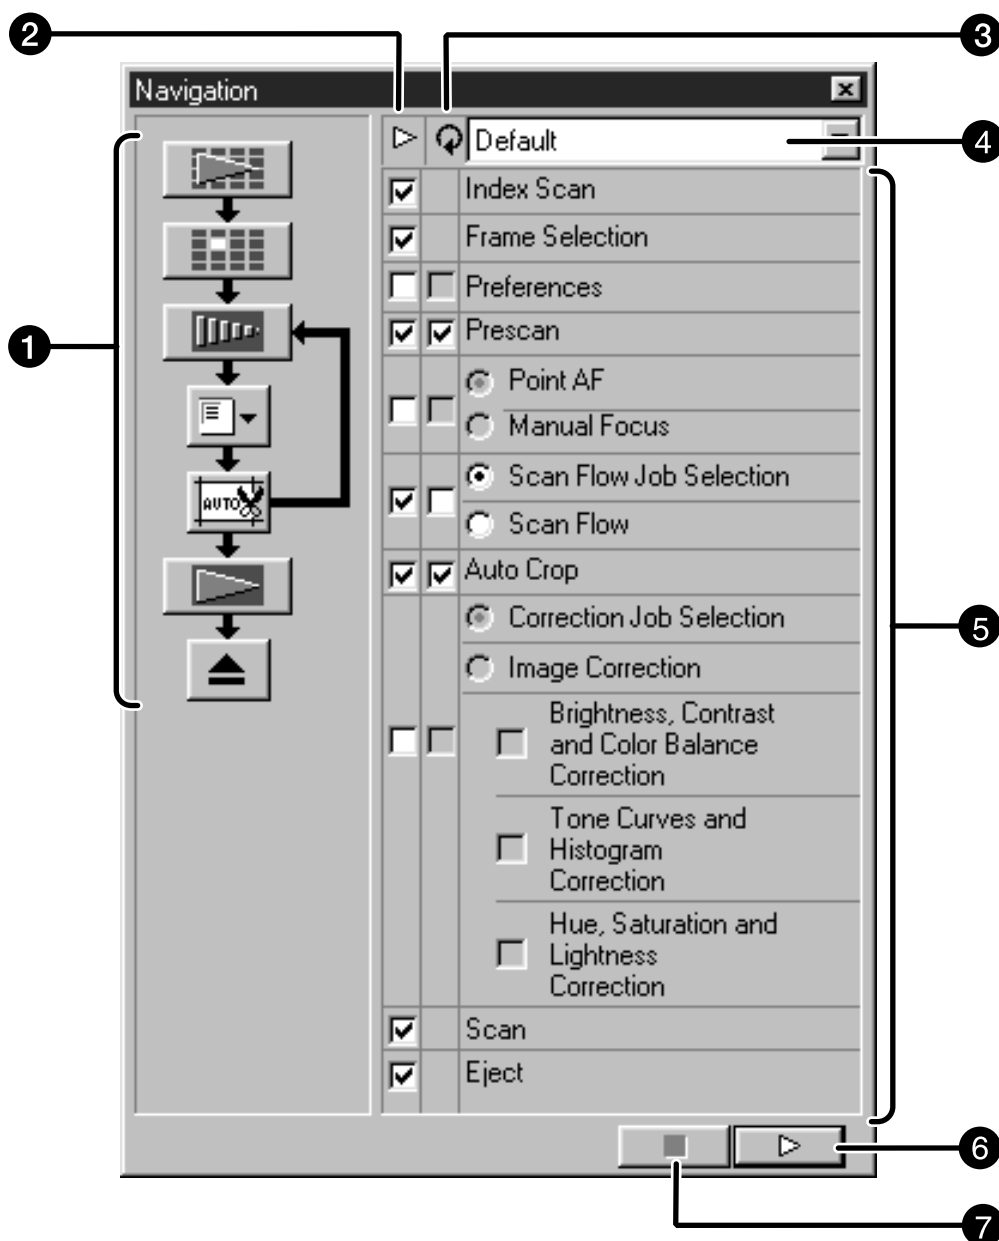 2
3
Navigation
Default
4
1
AUTO
Index Scan
Frame Selection
Preferences
Prescan
Point AF
Manual Focus
Scan Flow Job Selection
Scan Flow
Auto Crop
Correction Job Selection
Image Correction
Brightness, Contrast
and Color Balance
Correction
Tone Curves and
Histogram
Correction
Hue, Saturation and
Lightness
Correction
Scan
Eject
5
6
7